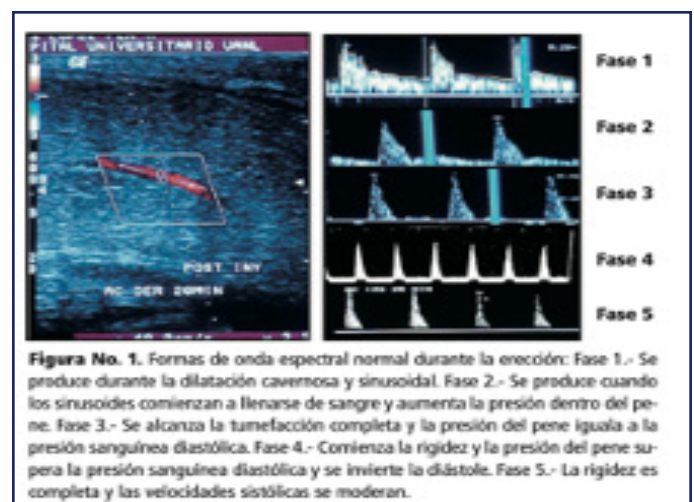 PITAL UNIVERSITARIO UANL
GE
POST INY
AC DER 20MIN
Fase 1
Fase 2
Fase 3
Fase 4
Fase 5
Figura No. 1. Formas de onda espectral normal durante la erección: Fase 1.- Se
produce durante la dilatación cavernosa y sinusoidal. Fase 2.- Se produce cuando
los sinusoides comienzan a llenarse de sangre y aumenta la presión dentro del pe-
ne. Fase 3.- Se alcanza la tumefacción completa y la presión del pene iguala a la
presión sanguínea diastólica. Fase 4.- Comienza la rigidez y la presión del pene su-
pera la presión sanguínea diastólica y se invierte la diástole. Fase 5.- La rigidez es
completa y las velocidades sistólicas se moderan.